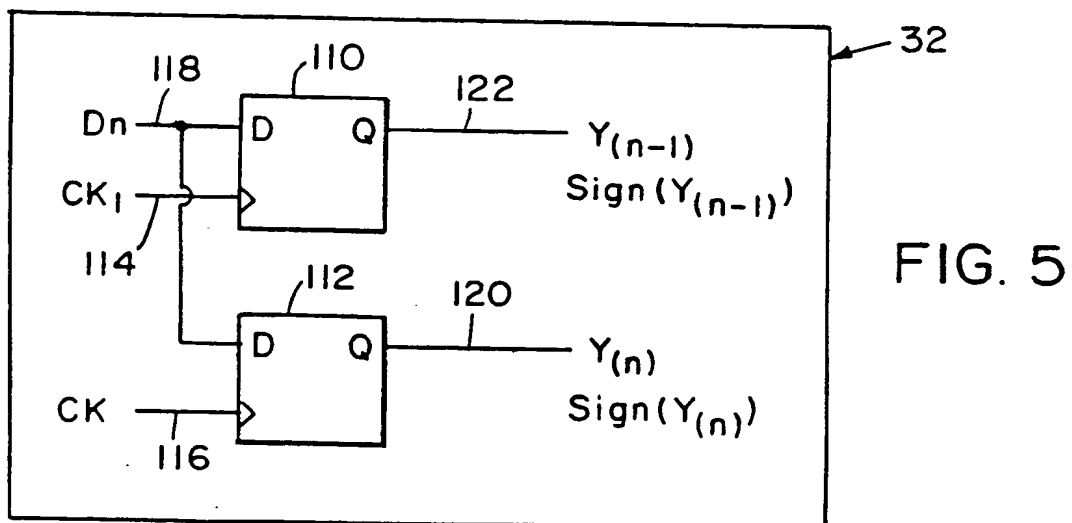 32
118
110
122
Dn
D
Q
Y(n-1)
CK1
Sign(Y(n-1))
114
FIG. 5
112
120
D
Q
Y(n)
CK
Sign(Y(n))
116